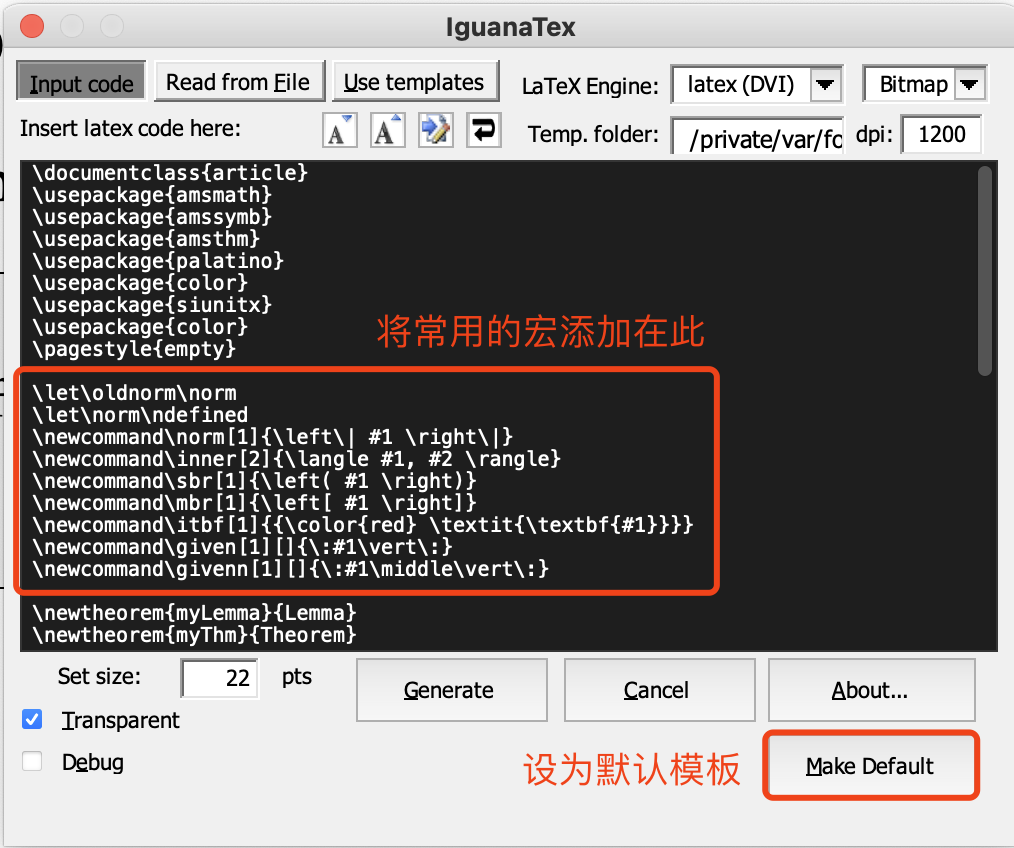 IguanaTex
Input code
Read from File
Use templates
LaTeX Engine:
latex (DVI)
Bitmap
Insert latex code here:
Temp. folder:
/private/var/fo
dpi:
1200
\documentclass{article}
\usepackage{amsmath}
\usepackage{amssymb}
\usepackage{amsthm}
\usepackage{palatino}
\usepackage{color}
\usepackage{siunitx}
\usepackage{color}
\pagestyle{empty}
将常用的宏添加在此
\let\oldnorm\norm
\let\norm\ndefined
\newcommand\norm[1]{\left\| #1 \right\|}
\newcommand\inner[2]{\langle #1, #2 \rangle}
\newcommand\sbr[1]{\left( #1 \right)}
\newcommand\mbr[1]{\left[ #1 \right]}
\newcommand\itbf[1]{{\color{red} \textit{\textbf{#1}}}}
\newcommand\given[1][]{\:#1\vert\:}
\newcommand\givenn[1][]{\:#1\middle\vert\:}
\newtheorem{myLemma}{Lemma}
\newtheorem{myThm}{Theorem}
Set size:
22
pts
Generate
Cancel
About...
Transparent
Debug
设为默认模板
Make Default